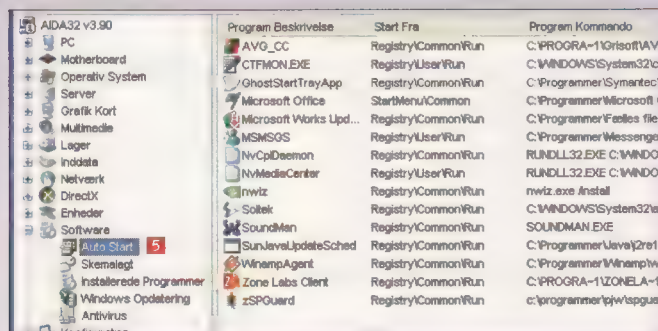 AIDA32 v3.90
PC
Motherboard
Operativ System
Server
Grafik Kort
Multimedie
Lager
Inddata
Netværk
DirectX
Enheder
Software
Auto Start 5
Skemalagt
Installerede Programmer
Windows Opdatering
Antivirus
Program Beskrivelse Start Fra Program Kommando
AVG_CC Registry\Common\Run C:\PROGRA~1\Grisoft\AV
CTFMON.EXE Registry\User\Run C:\WINDOWS\System32\c
GhostStartTrayApp Registry\Common\Run C:\Programmer\Symantec
Microsoft Office StartMenu\Common C:\Programmer\Microsoft
Microsoft Works Upd... Registry\Common\Run C:\Programmer\Fælles file
MSMSGS Registry\User\Run C:\Programmer\Messenge
NvCplDaemon Registry\Common\Run RUNDLL32.EXE C:\WINDO
NvMediaCenter Registry\User\Run RUNDLL32.EXE C:\WINDO
nwiz Registry\Common\Run nwiz.exe /install
Soltek Registry\Common\Run C:\WINDOWS\System32\
SoundMan Registry\Common\Run SOUNDMAN.EXE
SunJavaUpdateSched Registry\Common\Run C:\Programmer\Java\j2re1
WinampAgent Registry\Common\Run C:\Programmer\Winamp\w
Zone Labs Client Registry\Common\Run C:\PROGRA~1\ZONELA~1
zSPGuard Registry\Common\Run c:\programmer\pjw\spgua